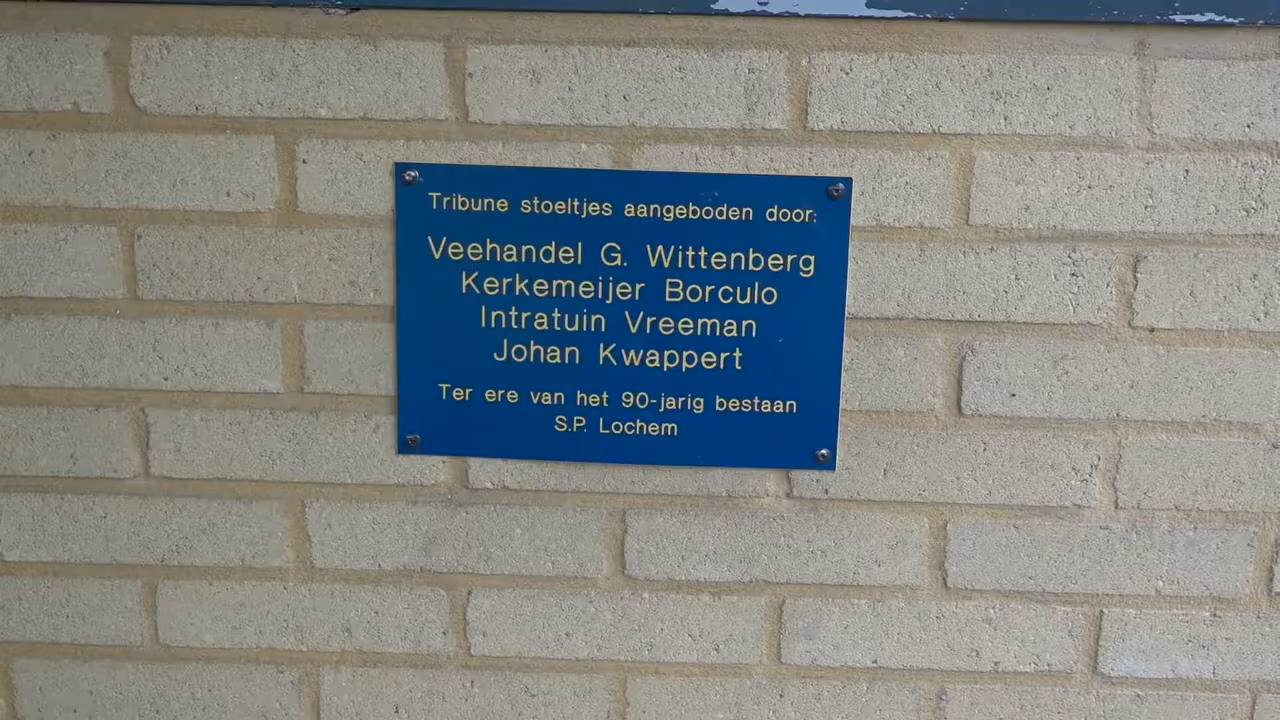 Tribune stoeltjes aangeboden door:
Veehandel G. Wittenberg
Kerkemeijer Borculo
Intratuin Vreeman
Johan Kwappert
Ter ere van het 90-jarig bestaan
S.P. Lochem